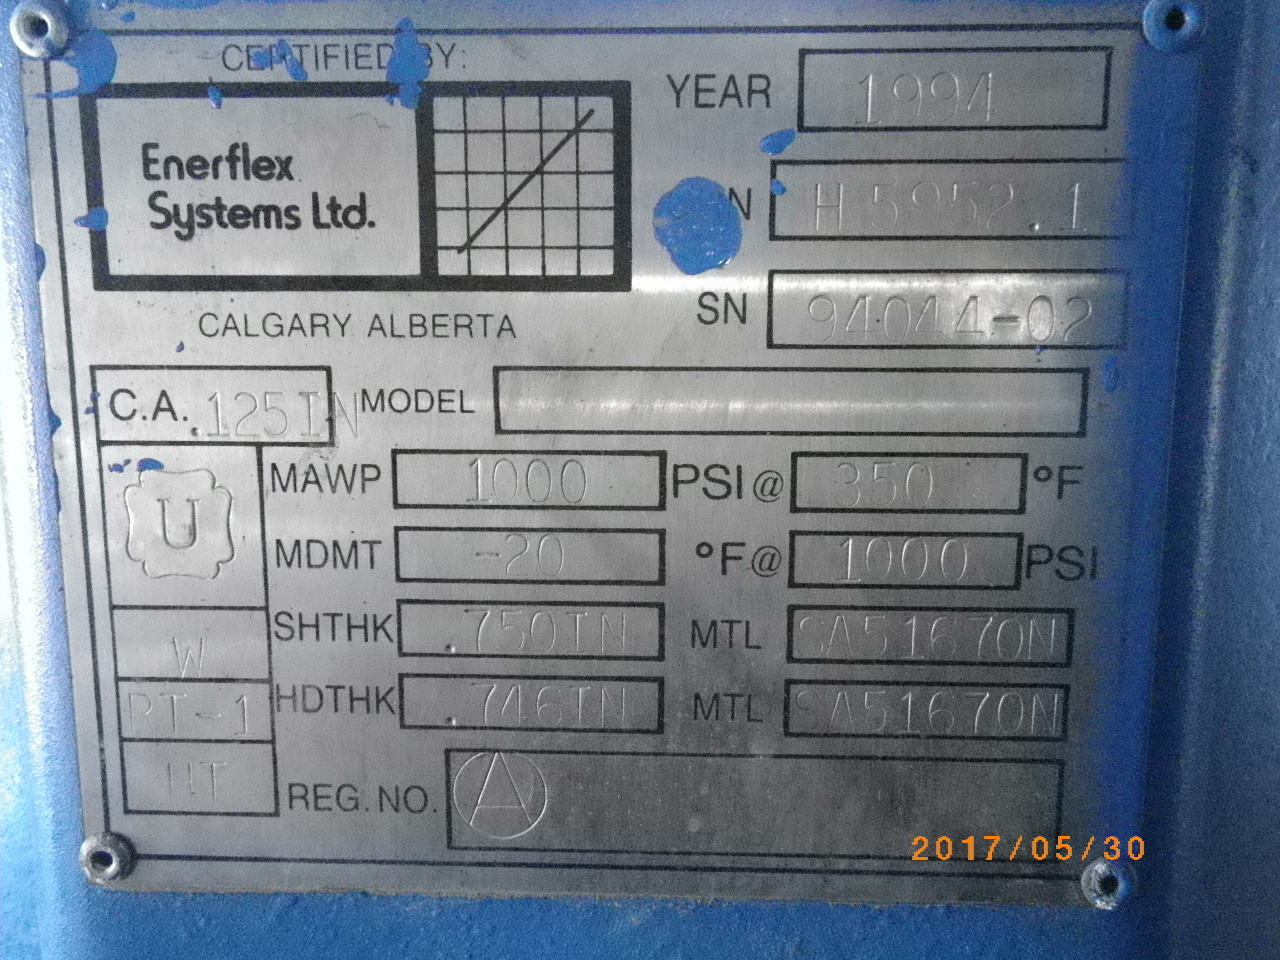 CERTIFIED BY:
Enerflex
Systems Ltd.
CALGARY ALBERTA
YEAR 1994
N H5952.1
SN 94044-02
C.A. .125IN MODEL
U
MAWP 1000 PSI@ 350 °F
MDMT -20 °F@ 1000 PSI
W
SHTHK .750IN MTL SA51670N
RT-1
HDTHK .746IN MTL SA51670N
HT
REG. NO. A
2017/05/30